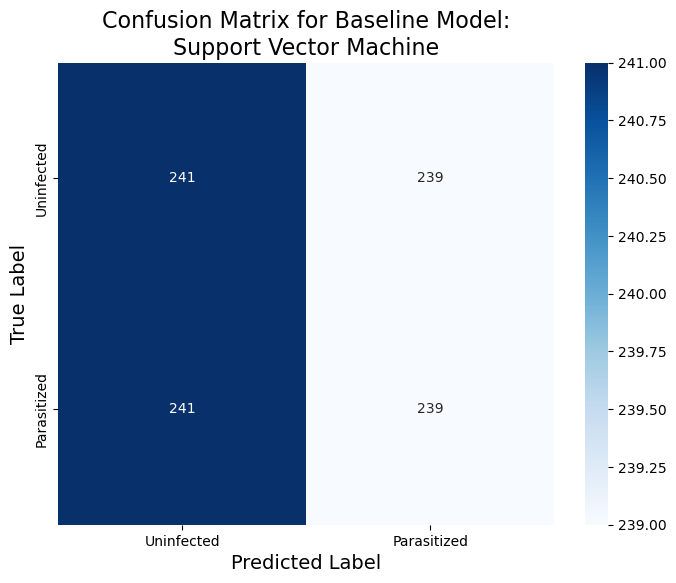 Confusion Matrix for Baseline Model:
Support Vector Machine
True Label
Uninfected
Parasitized
241
239
241
239
Uninfected
Parasitized
Predicted Label
241.00
240.75
240.50
240.25
240.00
239.75
239.50
239.25
239.00